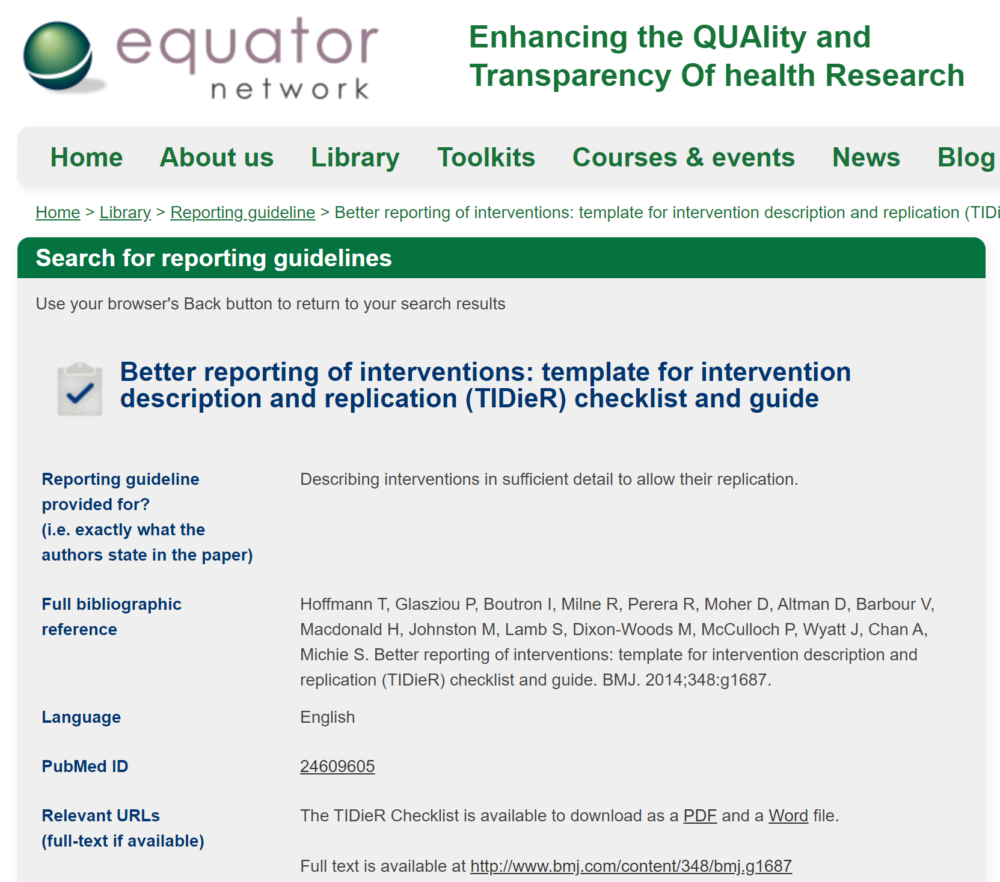 equator
network
Enhancing the QUAlity and
Transparency Of health Research
Home About us Library Toolkits Courses & events News Blog
Home > Library > Reporting guideline > Better reporting of interventions: template for intervention description and replication (TIDi
Search for reporting guidelines
Use your browser's Back button to return to your search results
Better reporting of interventions: template for intervention
description and replication (TIDieR) checklist and guide
Reporting guideline
provided for?
(i.e. exactly what the
authors state in the paper)
Describing interventions in sufficient detail to allow their replication.
Full bibliographic
reference
Hoffmann T, Glasziou P, Boutron I, Milne R, Perera R, Moher D, Altman D, Barbour V,
Macdonald H, Johnston M, Lamb S, Dixon-Woods M, McCulloch P, Wyatt J, Chan A,
Michie S. Better reporting of interventions: template for intervention description and
replication (TIDieR) checklist and guide. BMJ. 2014;348:g1687.
Language
English
PubMed ID
24609605
Relevant URLs
(full-text if available)
The TIDieR Checklist is available to download as a PDF and a Word file.
Full text is available at http://www.bmj.com/content/348/bmj.g1687